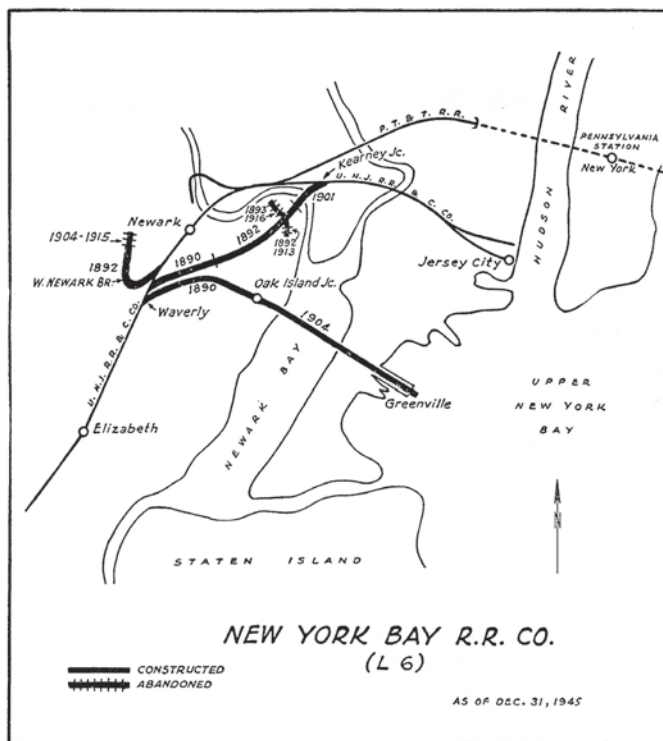 RIVER
P. T. & T. R. R.
PENNSYLVANIA
STATION
New York
Kearney Jc.
U. N.J. R.R. & C. CO.
1901
1893
1916
Newark
1904-1915
1892
1892
1913
HUDSON
1892
W. NEWARK BR.
1890
1890
Oak Island Jc.
Jersey City
Waverly
1904
U. N.J. R.R. & C. CO.
Greenville
UPPER
NEW YORK
BAY
Elizabeth
NEWARK BAY
N
STATEN ISLAND
NEW YORK BAY R.R. CO.
(L 6)
CONSTRUCTED
ABANDONED
AS OF DEC. 31, 1945